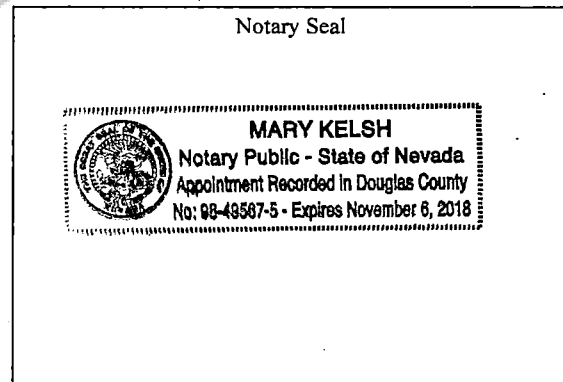 Notary Seal
MARY KELSH
Notary Public - State of Nevada
Appointment Recorded in Douglas County
No: 98-49567-5 - Expires November 6, 2018